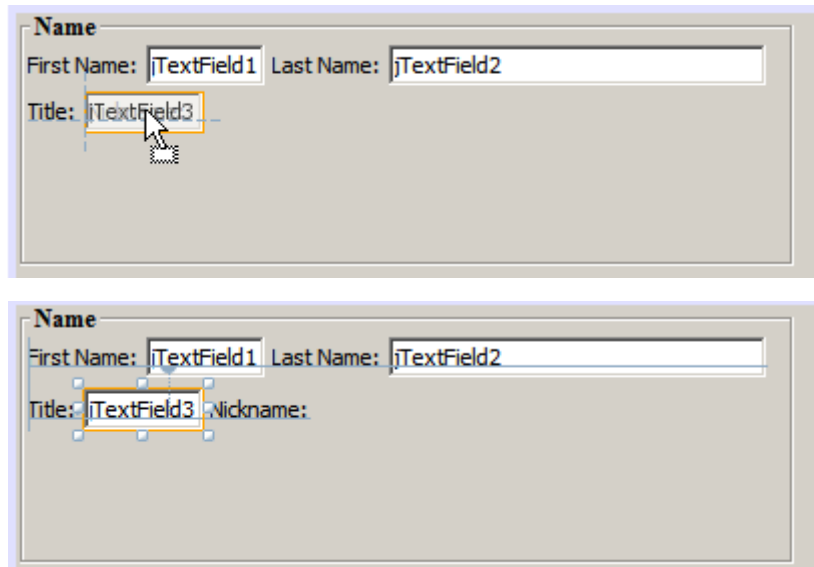 Name
First Name: jTextField1 Last Name: jTextField2
Title: jTextField3
Name
First Name: jTextField1 Last Name: jTextField2
Title: jTextField3 Nickname: